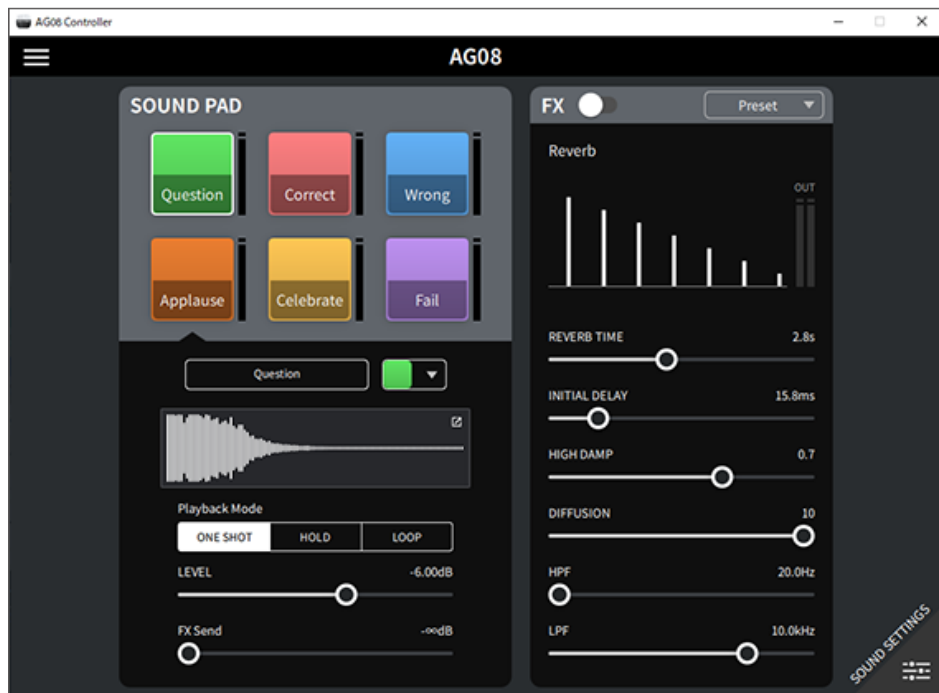 AG08 Controller
AG08
SOUND PAD
Question
Correct
Wrong
Applause
Celebrate
Fail
Question
Playback Mode
ONE SHOT
HOLD
LOOP
LEVEL
-6.00dB
FX Send
-∞dB
FX
Preset
Reverb
OUT
REVERB TIME
2.8s
INITIAL DELAY
15.8ms
HIGH DAMP
0.7
DIFFUSION
10
HPF
20.0Hz
LPF
10.0kHz
SOUND SETTINGS